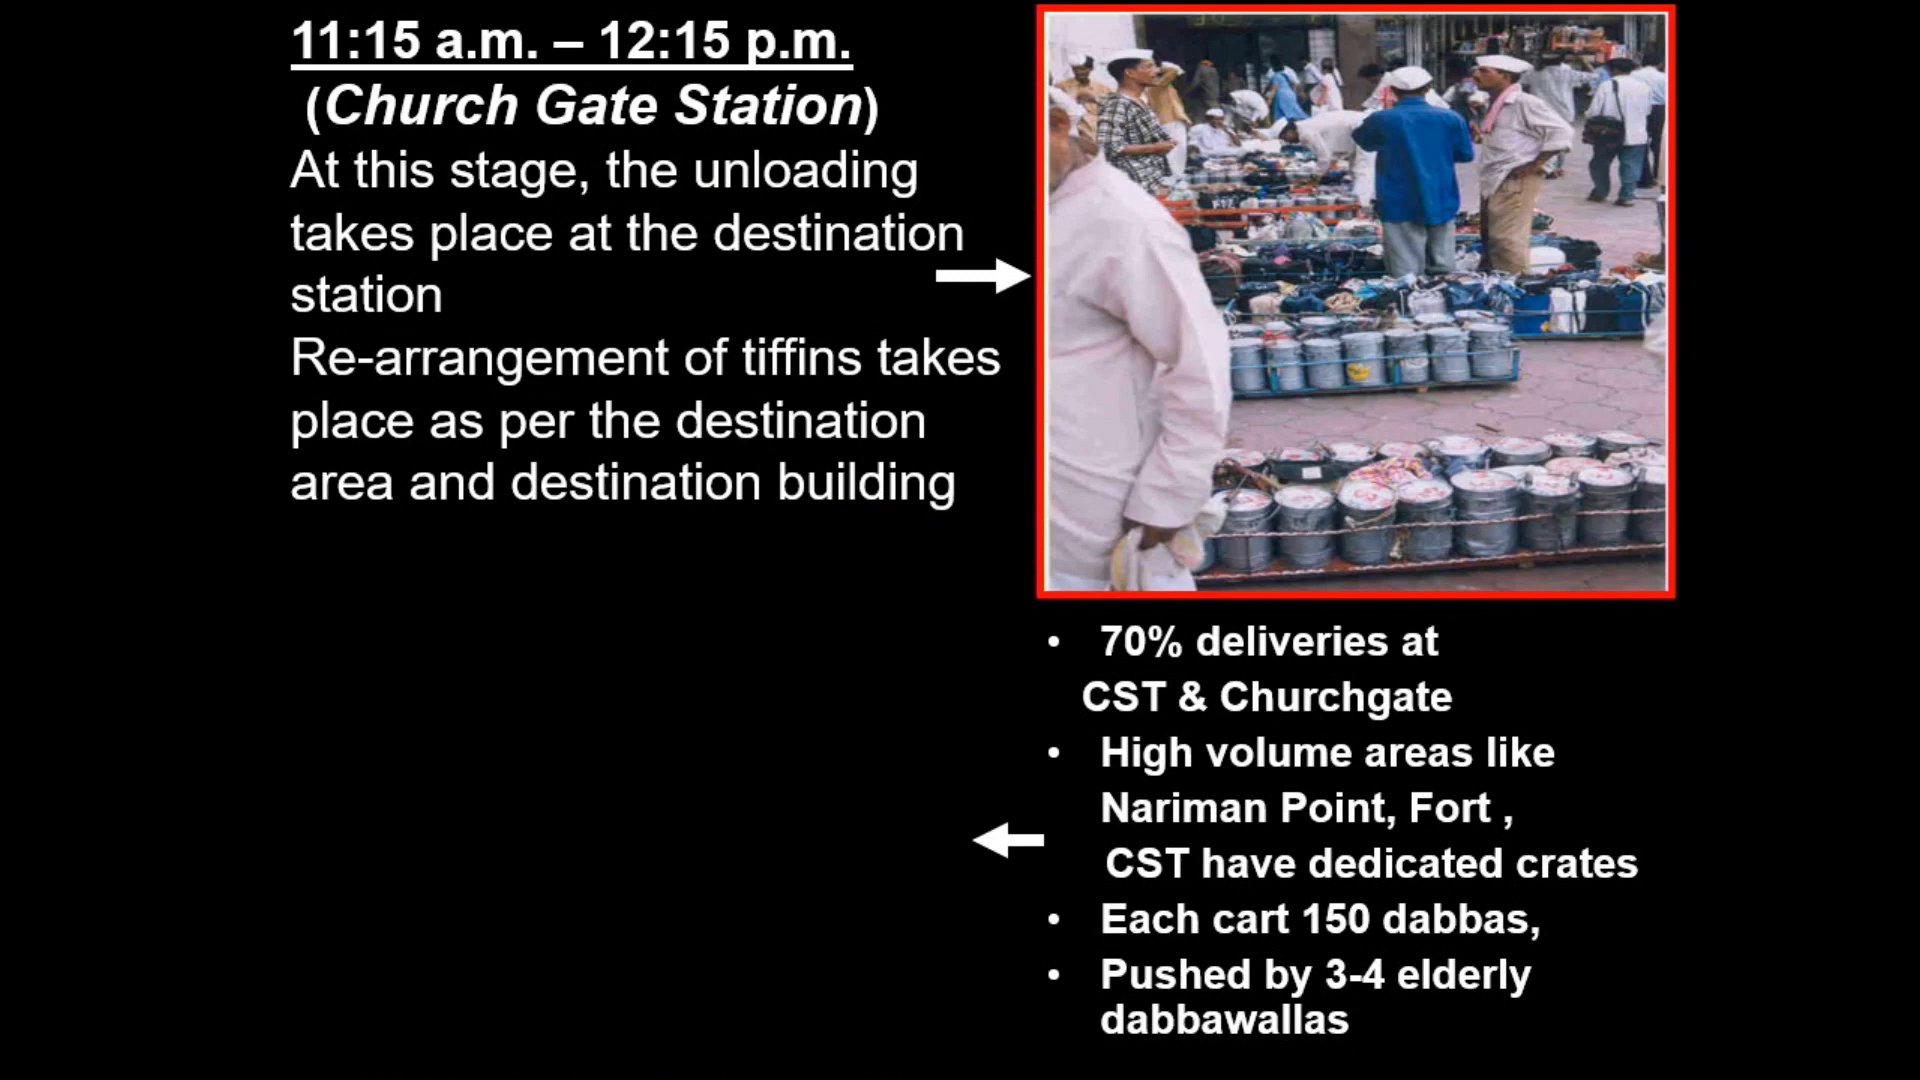 11:15 a.m. – 12:15 p.m.
(Church Gate Station)
At this stage, the unloading
takes place at the destination
station
Re-arrangement of tiffins takes
place as per the destination
area and destination building
• 70% deliveries at
CST & Churchgate
• High volume areas like
Nariman Point, Fort ,
CST have dedicated crates
• Each cart 150 dabbas,
• Pushed by 3-4 elderly
dabbawallas